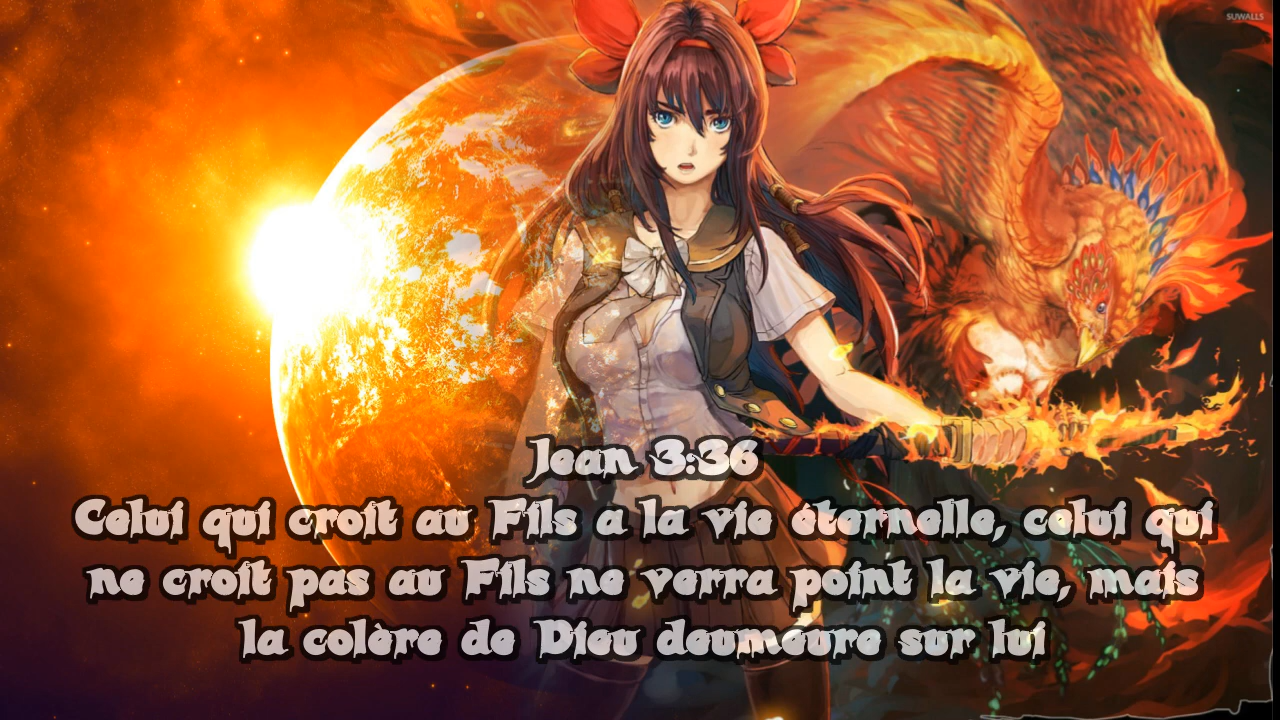 SUWALLS
Jean 3:36
Celui qui croit au Fils a la vie éternelle, celui qui
ne croit pas au Fils ne verra point la vie, mais
la colère de Dieu deuméure sur lui